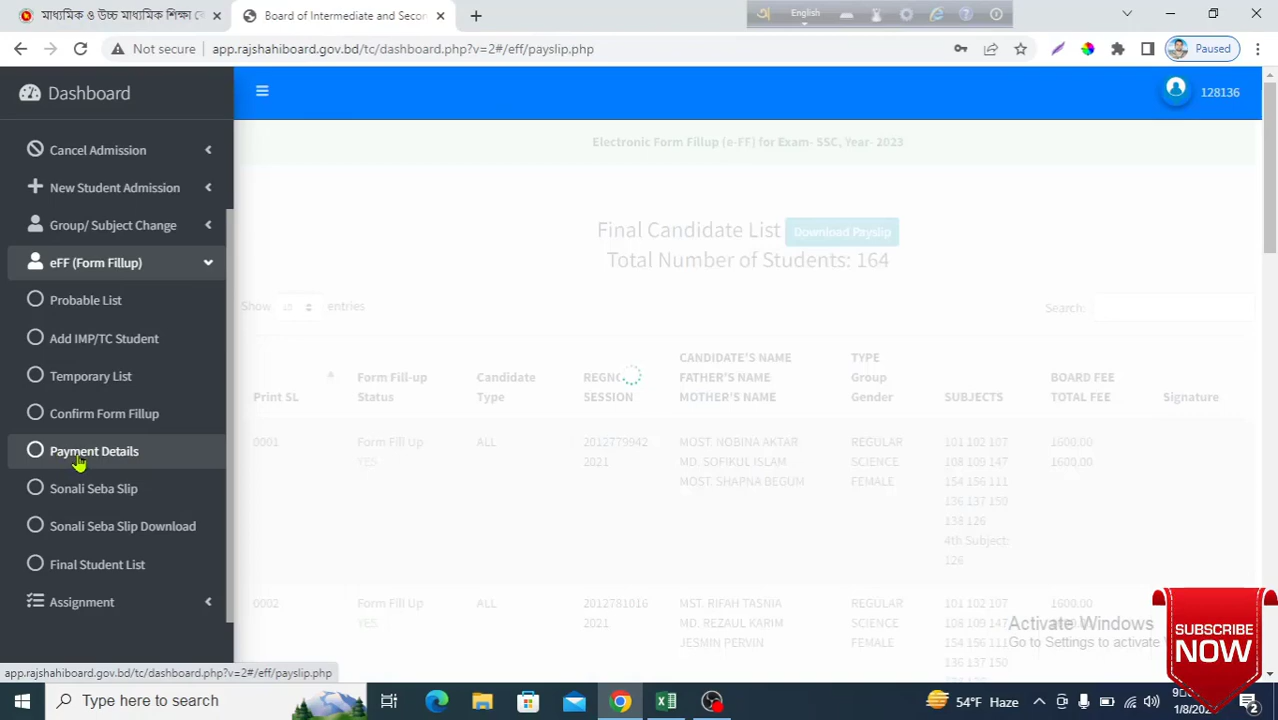 মাধ্যমিক ও উচ্চ মাধ্যমিক শিক্ষা বে
Board of Intermediate and Secon
Not secure
app.rajshahiboard.gov.bd/tc/dashboard.php?v=2#/eff/payslip.php
Paused
English
Dashboard
128136
Cancel Admission
New Student Admission
Group/ Subject Change
eFF (Form Fillup)
Probable List
Add IMP/TC Student
Temporary List
Confirm Form Fillup
Payment Details
Sonali Seba Slip
Sonali Seba Slip Download
Final Student List
Assignment
Electronic Form Fillup (e-FF) for Exam- SSC, Year- 2023
Final Candidate List Download Payslip
Total Number of Students: 164
Show entries
Search:
Print SL
Form Fill-up
Status
Candidate
Type
SESSION
CANDIDATE'S NAME
FATHER'S NAME
MOTHER'S NAME
TYPE
Group
Gender
SUBJECTS
BOARD FEE
TOTAL FEE
Signature
0001
Form Fill Up
YES
ALL
2012779942
2021
MOST. NOBINA AKTAR
MD. SOFIKUL ISLAM
MOST. SHAPNA BEGUM
REGULAR
SCIENCE
FEMALE
101 102 107
108 109 147
154 156 111
136 137 150
138 126
4th Subject:
126
1600.00
1600.00
0002
Form Fill Up
YES
ALL
2012781016
2021
MST. RIFAH TASNIA
MD. REZAUL KARIM
JESMIN PERVIN
REGULAR
SCIENCE
FEMALE
101 102 107
108 109 147
154 156 111
136 137 150
1600.00
Activate Windows
Go to Settings to activate
SUBSCRIBE
NOW
app.rajshahiboard.gov.bd/tc/dashboard.php?v=2#/eff/payslip.php
Type here to search
54°F Haze
2